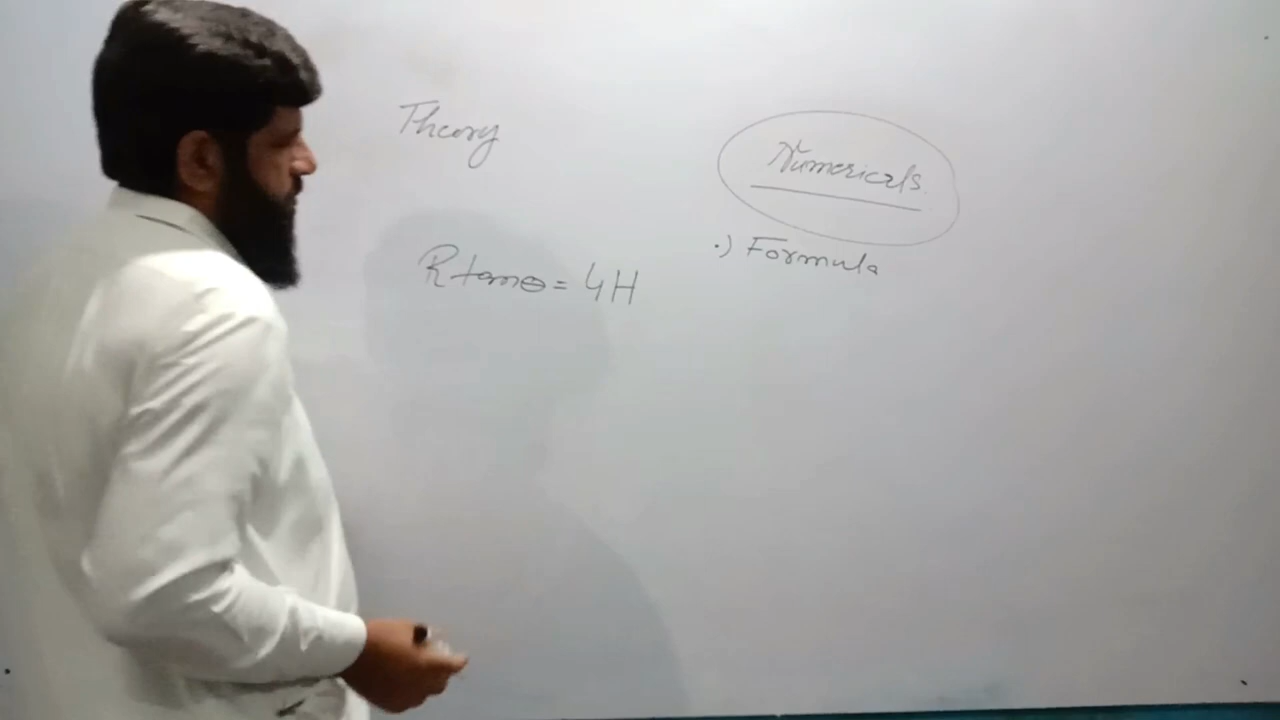 Theory
Numericals
R tanθ = 4H
.) Formula